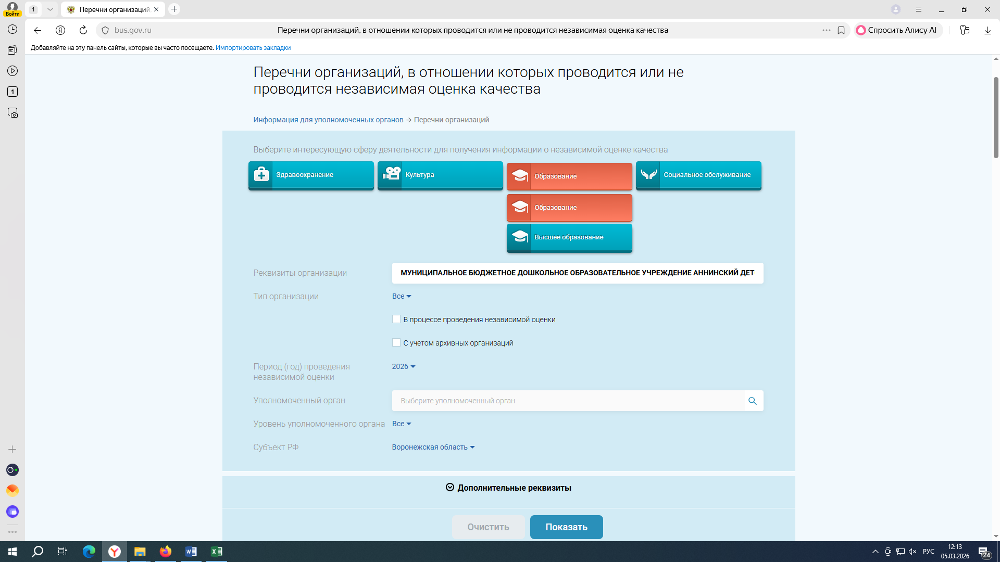 Войти
1
Перечни организаций,
bus.gov.ru
Перечни организаций, в отношении которых проводится или не проводится независимая оценка качества
Спросить Алису AI
Добавляйте на эту панель сайты, которые вы часто посещаете. Импортировать закладки
1
Перечни организаций, в отношении которых проводится или не
проводится независимая оценка качества
Информация для уполномоченных органов → Перечни организаций
Выберите интересующую сферу деятельности для получения информации о независимой оценке качества
Здравоохранение
Культура
Образование
Социальное обслуживание
Образование
Высшее образование
Реквизиты организации
МУНИЦИПАЛЬНОЕ БЮДЖЕТНОЕ ДОШКОЛЬНОЕ ОБРАЗОВАТЕЛЬНОЕ УЧРЕЖДЕНИЕ АННИНСКИЙ ДЕТ
Тип организации
Все
В процессе проведения независимой оценки
С учетом архивных организаций
Период (год) проведения
независимой оценки
2026
Уполномоченный орган
Выберите уполномоченный орган
Уровень уполномоченного органа
Все
Субъект РФ
Воронежская область
Дополнительные реквизиты
Очистить
Показать
РУС
12:13
05.03.2026
24